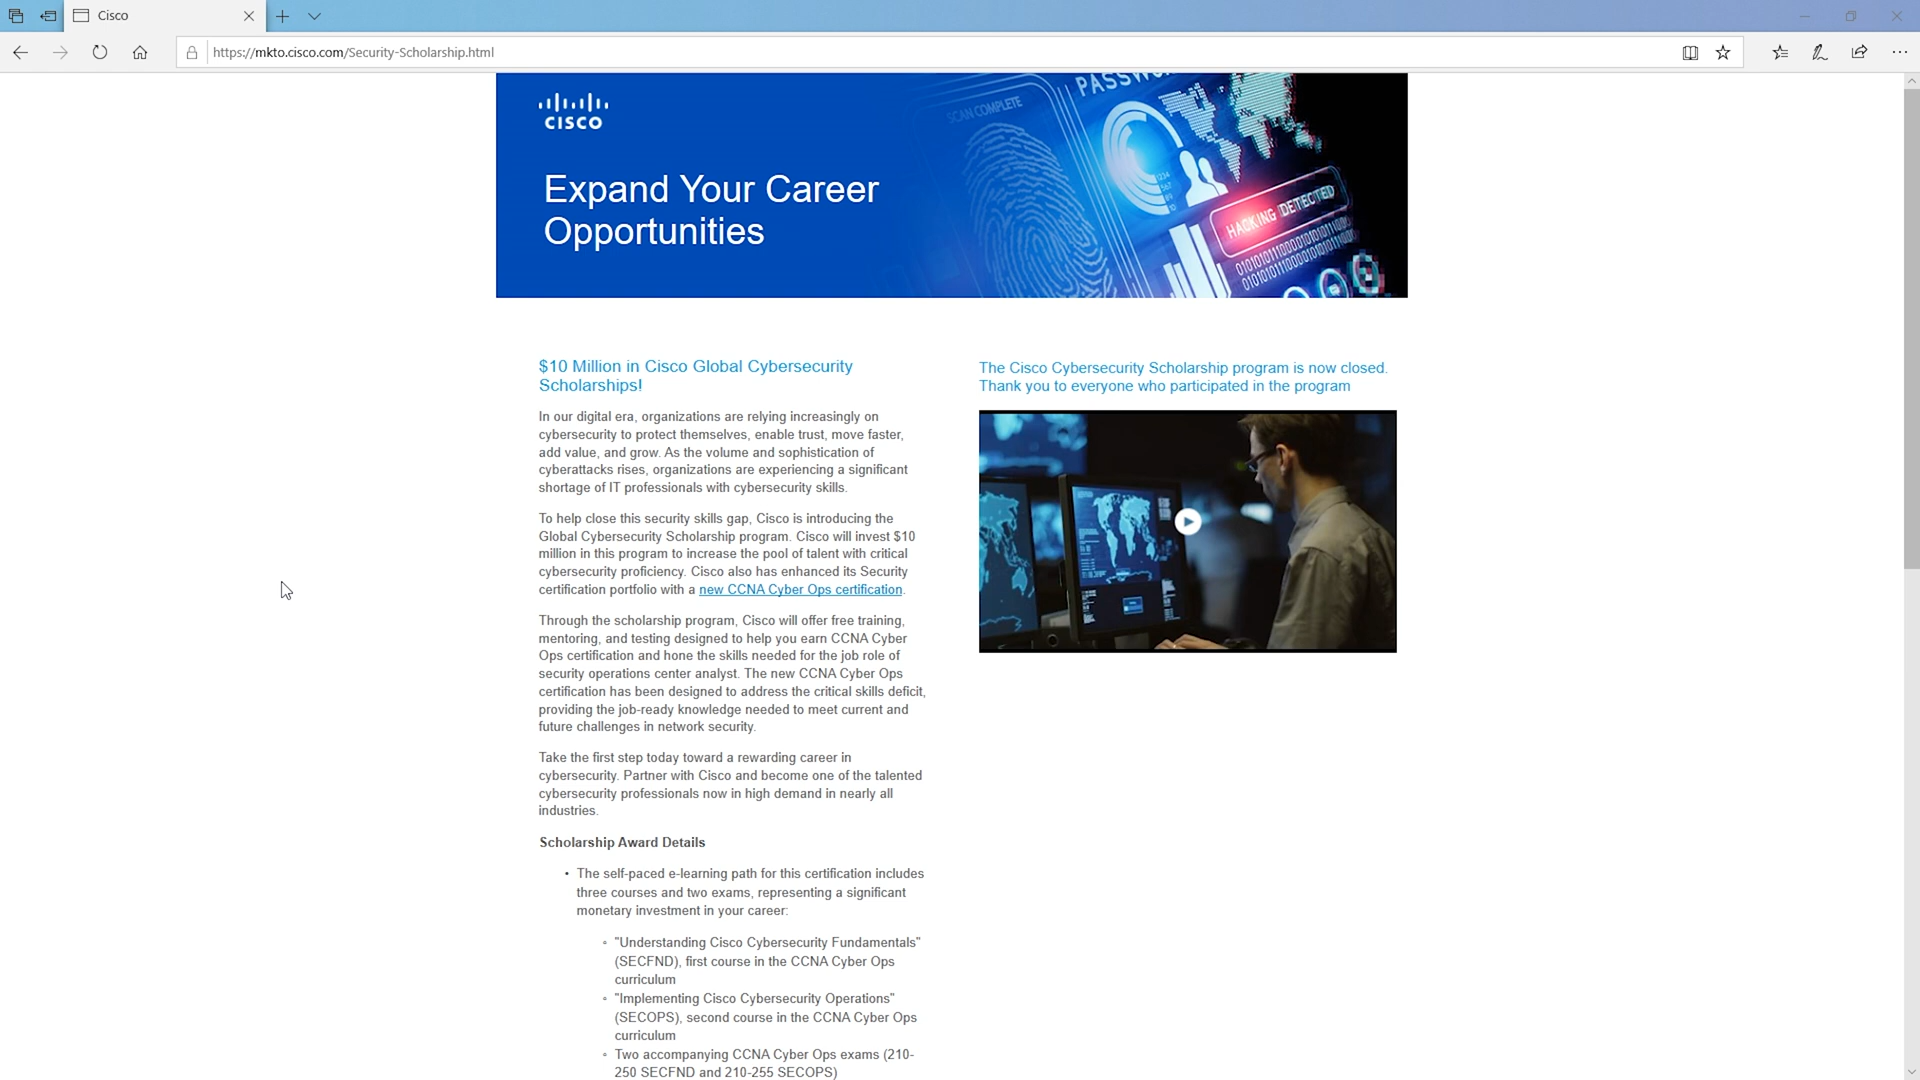 Cisco
https://mkto.cisco.com/Security-Scholarship.html
CISCO
Expand Your Career
Opportunities
SCAN COMPLETE
HACKING DETECTED
$10 Million in Cisco Global Cybersecurity
Scholarships!
In our digital era, organizations are relying increasingly on
cybersecurity to protect themselves, enable trust, move faster,
add value, and grow. As the volume and sophistication of
cyberattacks rises, organizations are experiencing a significant
shortage of IT professionals with cybersecurity skills.
To help close this security skills gap, Cisco is introducing the
Global Cybersecurity Scholarship program. Cisco will invest $10
million in this program to increase the pool of talent with critical
cybersecurity proficiency. Cisco also has enhanced its Security
certification portfolio with a new CCNA Cyber Ops certification.
Through the scholarship program, Cisco will offer free training,
mentoring, and testing designed to help you earn CCNA Cyber
Ops certification and hone the skills needed for the job role of
security operations center analyst. The new CCNA Cyber Ops
certification has been designed to address the critical skills deficit,
providing the job-ready knowledge needed to meet current and
future challenges in network security.
Take the first step today toward a rewarding career in
cybersecurity. Partner with Cisco and become one of the talented
cybersecurity professionals now in high demand in nearly all
industries.
Scholarship Award Details
• The self-paced e-learning path for this certification includes
three courses and two exams, representing a significant
monetary investment in your career:
◦ "Understanding Cisco Cybersecurity Fundamentals"
(SECFND), first course in the CCNA Cyber Ops
curriculum
◦ "Implementing Cisco Cybersecurity Operations"
(SECOPS), second course in the CCNA Cyber Ops
curriculum
◦ Two accompanying CCNA Cyber Ops exams (210-
250 SECFND and 210-255 SECOPS)
The Cisco Cybersecurity Scholarship program is now closed.
Thank you to everyone who participated in the program